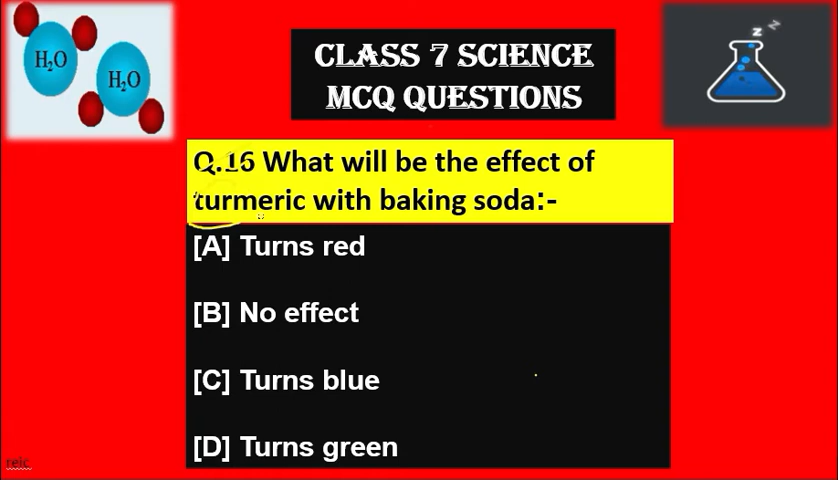 H₂O
H₂O
CLASS 7 SCIENCE
MCQ QUESTIONS
z z
Q.16 What will be the effect of
turmeric with baking soda:-
[A] Turns red
[B] No effect
[C] Turns blue
[D] Turns green
reic